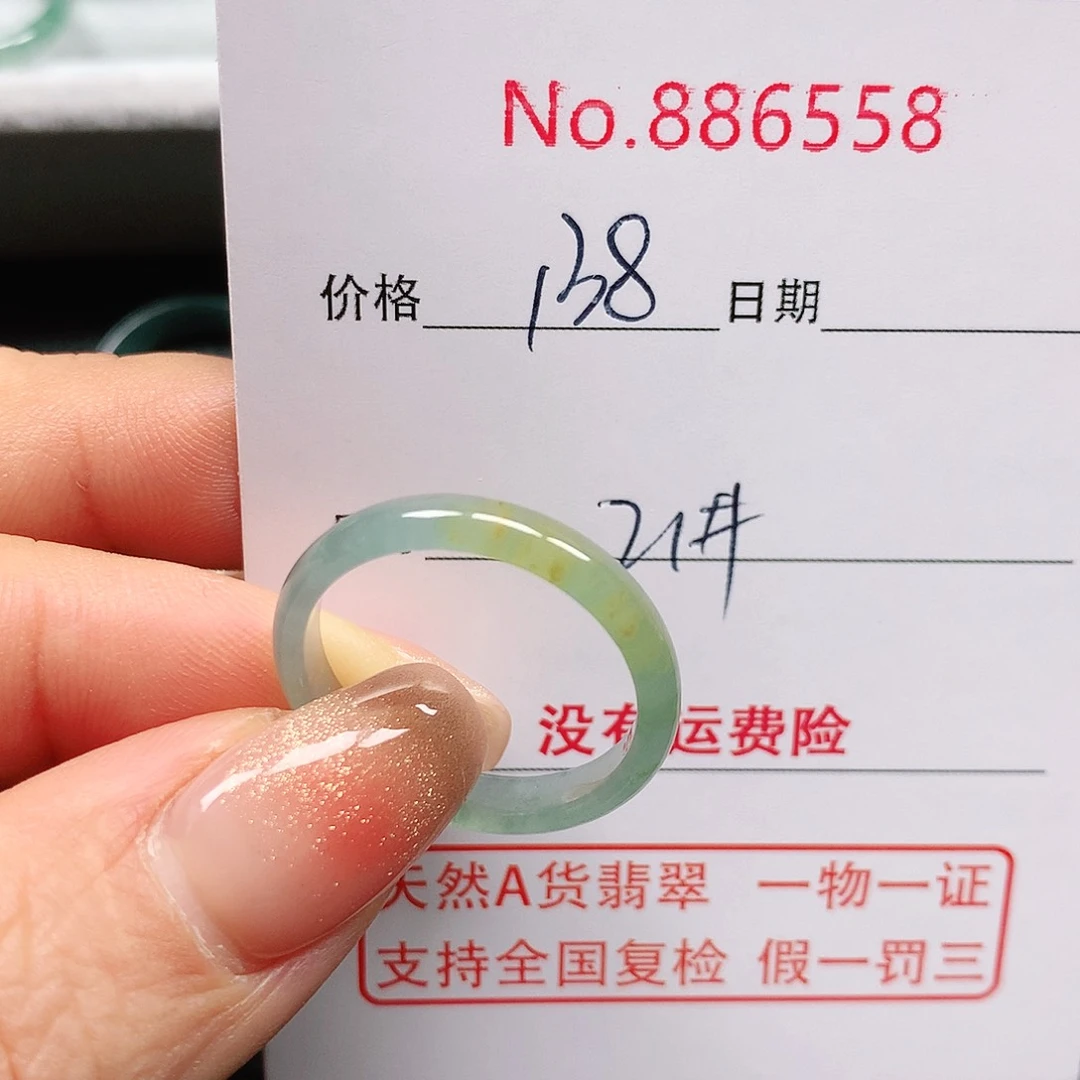 No.886558
价格 138 日期
21#
没有运费险
天然A货翡翠 一物一证
支持全国复检 假一罚三